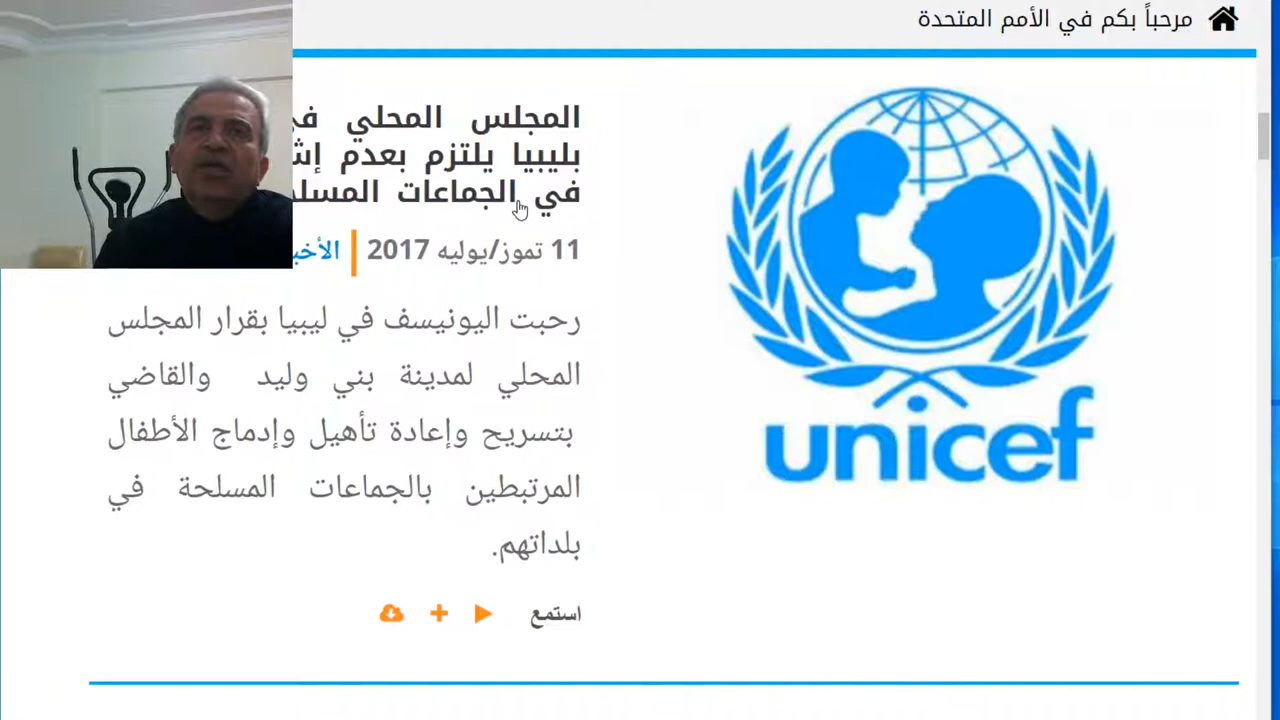 مرحباً بكم في الأمم المتحدة
المجلس المحلي
بليبيا يلتزم بعدم
في الجماعات
11 تموز/يوليه 2017
رحبت اليونيسف في ليبيا بقرار المجلس
المحلي لمدينة بني وليد والقاضي
بتسريح وإعادة تأهيل وإدماج الأطفال
المرتبطين بالجماعات المسلحة في
بلداتهم.
استمع
unicef